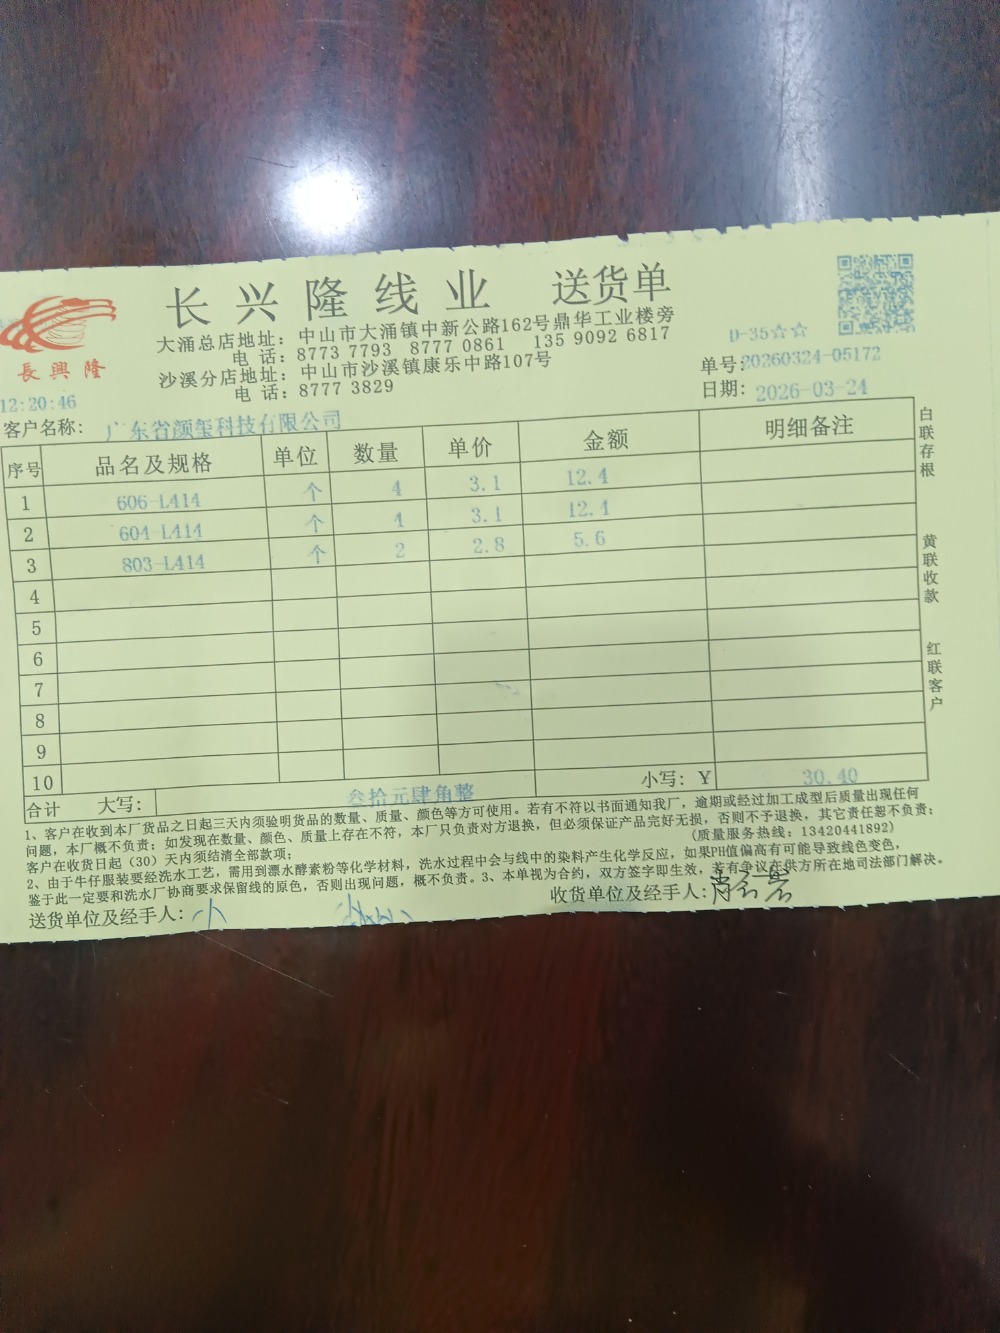 长兴隆线业 送货单
長興隆
大涌总店地址：中山市大涌镇中新公路162号鼎华工业楼旁
电话：8773 7793 8777 0861 135 9092 6817
沙溪分店地址：中山市沙溪镇康乐中路107号
电话：8777 3829
D-35☆☆
单号:20260324-05172
日期：2026-03-24
12:20:46
客户名称：广东省颜玺科技有限公司
序号 品名及规格 单位 数量 单价 金额 明细备注
1 606-L414 个 4 3.1 12.4
2 604-L414 个 4 3.1 12.4
3 803-L414 个 2 2.8 5.6
4
5
6
7
8
9
10
合计 大写：叁拾元肆角整 小写：¥ 30.40
白联存根
黄联收款
红联客户
1、客户在收到本厂货品之日起三天内须验明货品的数量、质量、颜色等方可使用。若有不符以书面通知我厂，逾期或经过加工成型后质量出现任何
问题，本厂概不负责；如发现在数量、颜色、质量上存在不符，本厂只负责对方退换，但必须保证产品完好无损，否则不予退换，其它责任恕不负责；
客户在收货日起（30）天内须结清全部款项； (质量服务热线：13420441892)
2、由于牛仔服装要经洗水工艺，需用到漂水酵素粉等化学材料，洗水过程中会与线中的染料产生化学反应，如果PH值偏高有可能导致线色变色，
鉴于此一定要和洗水厂协商要求保留线的原色，否则出现问题，概不负责。3、本单视为合约，双方签字即生效，若有争议在供方所在地司法部门解决。
送货单位及经手人：
收货单位及经手人：